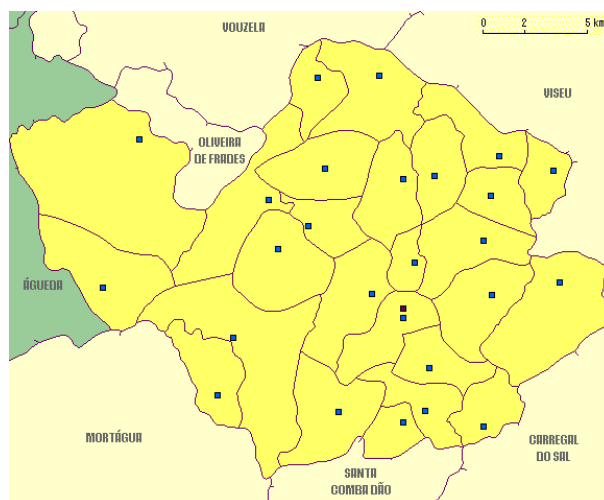 VOUZELA
0 2 5 km
VISEU
OLIVEIRA
DE FRADES
ÁGUEDA
MORTÁGUA
CARREGAL
DO SAL
SANTA
COMBA DÃO